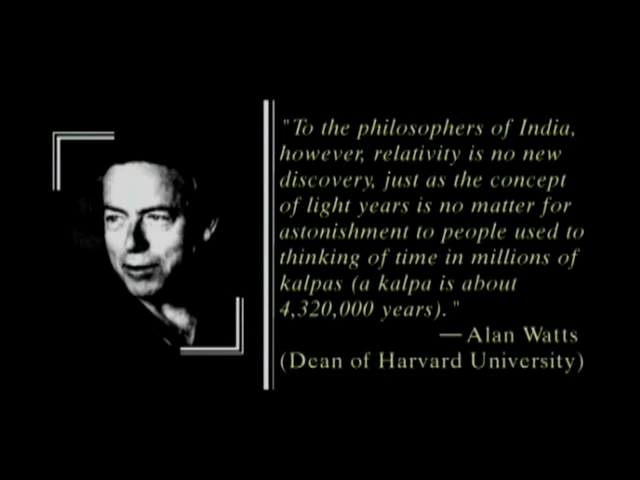 "To the philosophers of India,
however, relativity is no new
discovery, just as the concept
of light years is no matter for
astonishment to people used to
thinking of time in millions of
kalpas (a kalpa is about
4,320,000 years)."
—Alan Watts
(Dean of Harvard University)